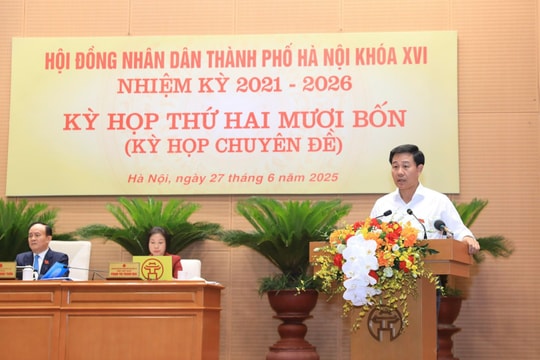 HỘI ĐỒNG NHÂN DÂN THÀNH PHỐ HÀ NỘI KHÓA XVI
NHIỆM KỲ 2021 - 2026
KỲ HỌP THỨ HAI MƯƠI BỐN
(KỲ HỌP CHUYÊN ĐỀ)
Hà Nội, ngày 27 tháng 6 năm 2025